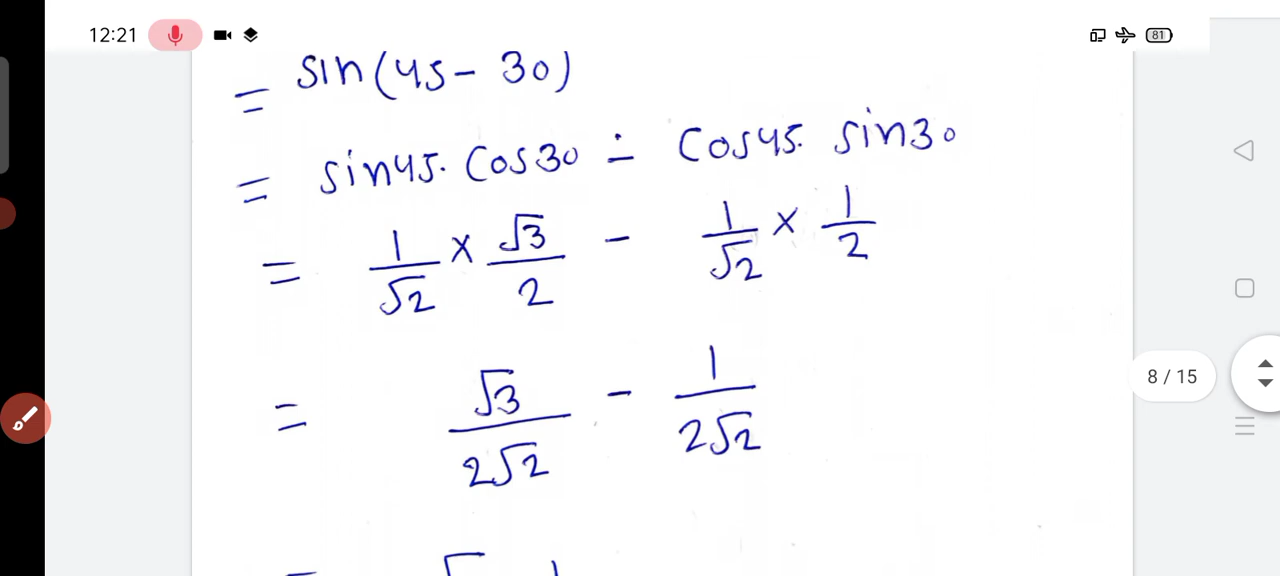 12:21
81
= sin(45 - 30)
= sin45. Cos30 ∸ Cos45. sin30
= 1/√2 × √3/2 - 1/√2 × 1/2
= √3/2√2 - 1/2√2
8 / 15